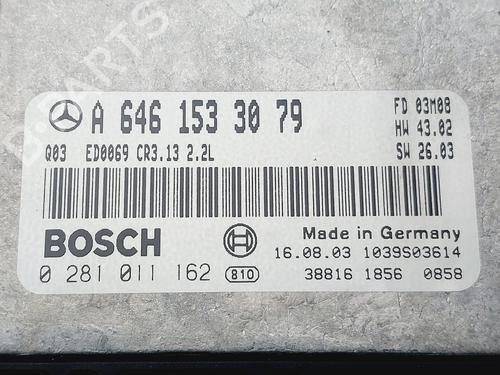 B-PARTS
A 646 153 30 79
FD 03M08
HW 43.02
Q03 ED0069 CR3.13 2.2L
SW 26.03
BOSCH
Made in Germany
16.08.03 1039S03614
0 281 011 162 810
38816 1856 0858